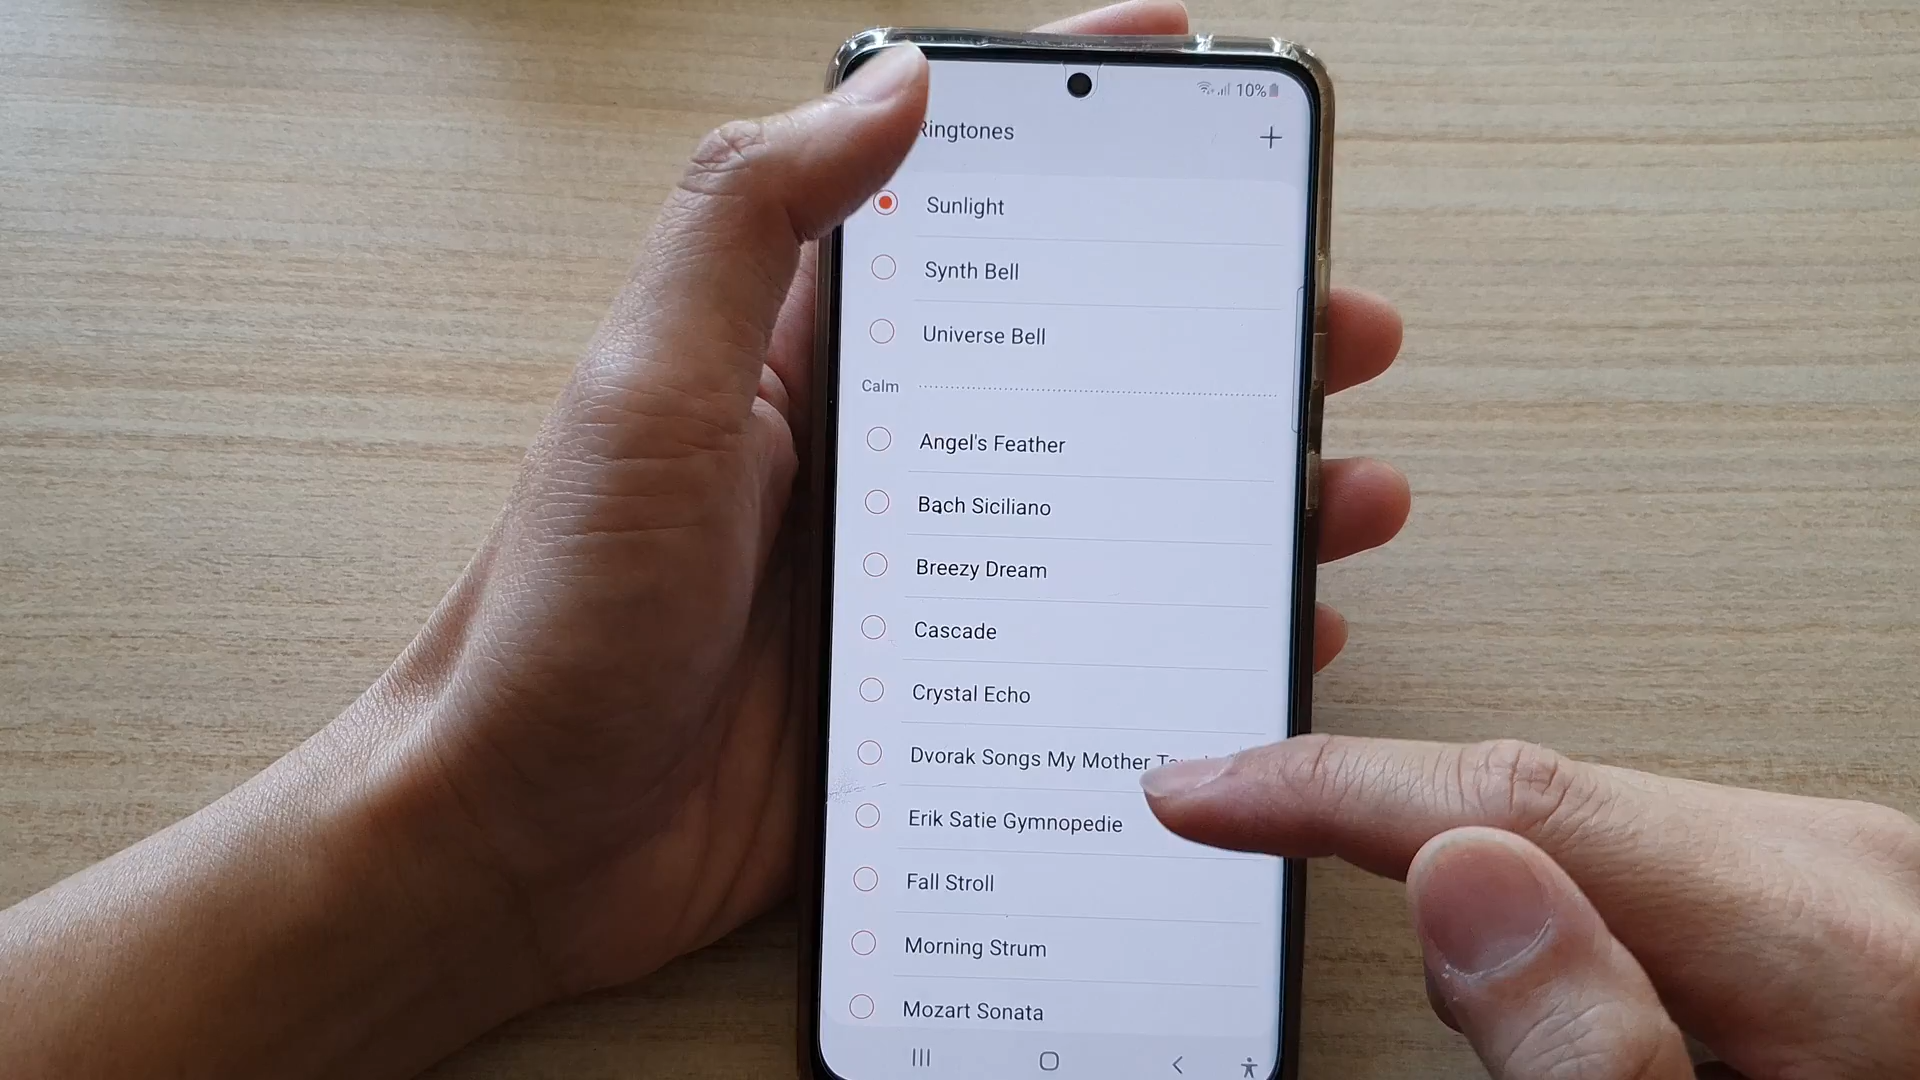 10%
Ringtones
Sunlight
Synth Bell
Universe Bell
Calm
Angel's Feather
Bach Siciliano
Breezy Dream
Cascade
Crystal Echo
Dvorak Songs My Mother
Erik Satie Gymnopedie
Fall Stroll
Morning Strum
Mozart Sonata